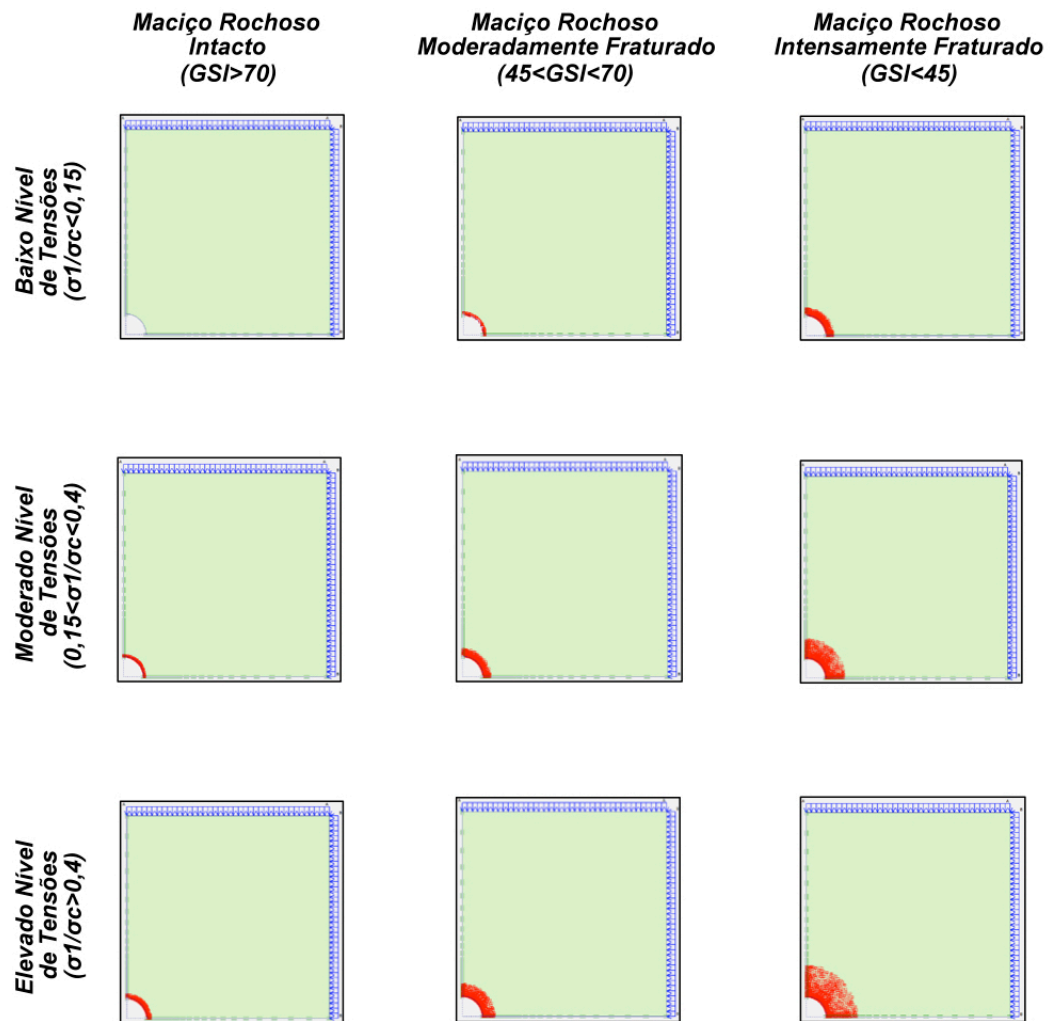 Maciço Rochoso
Intacto
(GSI>70)
Maciço Rochoso
Moderadamente Fraturado
(45<GSI<70)
Maciço Rochoso
Intensamente Fraturado
(GSI<45)
Baixo Nível
de Tensões
(σ1/σc<0,15)
Moderado Nível
de Tensões
(0,15<σ1/σc<0,4)
Elevado Nível
de Tensões
(σ1/σc>0,4)